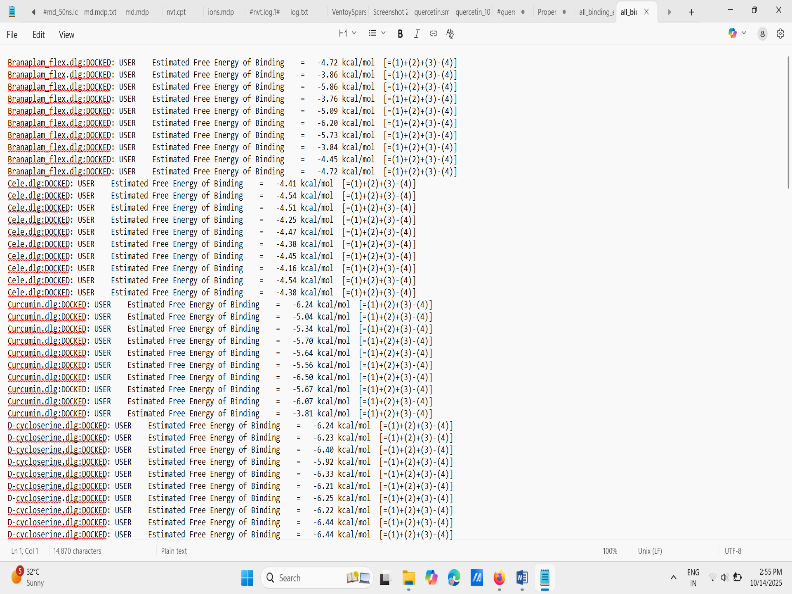 #md_50ns.lc md.mdp.txt md.mdp nvt.cpt ions.mdp #nvt.log.1# log.txt VentoySpars Screenshot 2 quercetin.sm quercetin_10 #quer Proper all_binding_e all_bi
File Edit View H1 B I
Branaplam_flex.dlg:DOCKED: USER Estimated Free Energy of Binding = -4.72 kcal/mol [=(1)+(2)+(3)-(4)]
Branaplam_flex.dlg:DOCKED: USER Estimated Free Energy of Binding = -3.86 kcal/mol [=(1)+(2)+(3)-(4)]
Branaplam_flex.dlg:DOCKED: USER Estimated Free Energy of Binding = -5.86 kcal/mol [=(1)+(2)+(3)-(4)]
Branaplam_flex.dlg:DOCKED: USER Estimated Free Energy of Binding = -3.76 kcal/mol [=(1)+(2)+(3)-(4)]
Branaplam_flex.dlg:DOCKED: USER Estimated Free Energy of Binding = -5.09 kcal/mol [=(1)+(2)+(3)-(4)]
Branaplam_flex.dlg:DOCKED: USER Estimated Free Energy of Binding = -6.20 kcal/mol [=(1)+(2)+(3)-(4)]
Branaplam_flex.dlg:DOCKED: USER Estimated Free Energy of Binding = -5.73 kcal/mol [=(1)+(2)+(3)-(4)]
Branaplam_flex.dlg:DOCKED: USER Estimated Free Energy of Binding = -3.84 kcal/mol [=(1)+(2)+(3)-(4)]
Branaplam_flex.dlg:DOCKED: USER Estimated Free Energy of Binding = -4.45 kcal/mol [=(1)+(2)+(3)-(4)]
Branaplam_flex.dlg:DOCKED: USER Estimated Free Energy of Binding = -4.72 kcal/mol [=(1)+(2)+(3)-(4)]
Cele.dlg:DOCKED: USER Estimated Free Energy of Binding = -4.41 kcal/mol [=(1)+(2)+(3)-(4)]
Cele.dlg:DOCKED: USER Estimated Free Energy of Binding = -4.54 kcal/mol [=(1)+(2)+(3)-(4)]
Cele.dlg:DOCKED: USER Estimated Free Energy of Binding = -4.51 kcal/mol [=(1)+(2)+(3)-(4)]
Cele.dlg:DOCKED: USER Estimated Free Energy of Binding = -4.25 kcal/mol [=(1)+(2)+(3)-(4)]
Cele.dlg:DOCKED: USER Estimated Free Energy of Binding = -4.47 kcal/mol [=(1)+(2)+(3)-(4)]
Cele.dlg:DOCKED: USER Estimated Free Energy of Binding = -4.38 kcal/mol [=(1)+(2)+(3)-(4)]
Cele.dlg:DOCKED: USER Estimated Free Energy of Binding = -4.45 kcal/mol [=(1)+(2)+(3)-(4)]
Cele.dlg:DOCKED: USER Estimated Free Energy of Binding = -4.16 kcal/mol [=(1)+(2)+(3)-(4)]
Cele.dlg:DOCKED: USER Estimated Free Energy of Binding = -4.54 kcal/mol [=(1)+(2)+(3)-(4)]
Cele.dlg:DOCKED: USER Estimated Free Energy of Binding = -4.38 kcal/mol [=(1)+(2)+(3)-(4)]
Curcumin.dlg:DOCKED: USER Estimated Free Energy of Binding = -6.24 kcal/mol [=(1)+(2)+(3)-(4)]
Curcumin.dlg:DOCKED: USER Estimated Free Energy of Binding = -5.04 kcal/mol [=(1)+(2)+(3)-(4)]
Curcumin.dlg:DOCKED: USER Estimated Free Energy of Binding = -5.34 kcal/mol [=(1)+(2)+(3)-(4)]
Curcumin.dlg:DOCKED: USER Estimated Free Energy of Binding = -5.70 kcal/mol [=(1)+(2)+(3)-(4)]
Curcumin.dlg:DOCKED: USER Estimated Free Energy of Binding = -5.64 kcal/mol [=(1)+(2)+(3)-(4)]
Curcumin.dlg:DOCKED: USER Estimated Free Energy of Binding = -5.56 kcal/mol [=(1)+(2)+(3)-(4)]
Curcumin.dlg:DOCKED: USER Estimated Free Energy of Binding = -6.50 kcal/mol [=(1)+(2)+(3)-(4)]
Curcumin.dlg:DOCKED: USER Estimated Free Energy of Binding = -5.67 kcal/mol [=(1)+(2)+(3)-(4)]
Curcumin.dlg:DOCKED: USER Estimated Free Energy of Binding = -6.07 kcal/mol [=(1)+(2)+(3)-(4)]
Curcumin.dlg:DOCKED: USER Estimated Free Energy of Binding = -3.81 kcal/mol [=(1)+(2)+(3)-(4)]
D-cycloserine.dlg:DOCKED: USER Estimated Free Energy of Binding = -6.24 kcal/mol [=(1)+(2)+(3)-(4)]
D-cycloserine.dlg:DOCKED: USER Estimated Free Energy of Binding = -6.23 kcal/mol [=(1)+(2)+(3)-(4)]
D-cycloserine.dlg:DOCKED: USER Estimated Free Energy of Binding = -6.40 kcal/mol [=(1)+(2)+(3)-(4)]
D-cycloserine.dlg:DOCKED: USER Estimated Free Energy of Binding = -5.92 kcal/mol [=(1)+(2)+(3)-(4)]
D-cycloserine.dlg:DOCKED: USER Estimated Free Energy of Binding = -6.33 kcal/mol [=(1)+(2)+(3)-(4)]
D-cycloserine.dlg:DOCKED: USER Estimated Free Energy of Binding = -6.21 kcal/mol [=(1)+(2)+(3)-(4)]
D-cycloserine.dlg:DOCKED: USER Estimated Free Energy of Binding = -6.25 kcal/mol [=(1)+(2)+(3)-(4)]
D-cycloserine.dlg:DOCKED: USER Estimated Free Energy of Binding = -6.22 kcal/mol [=(1)+(2)+(3)-(4)]
D-cycloserine.dlg:DOCKED: USER Estimated Free Energy of Binding = -6.44 kcal/mol [=(1)+(2)+(3)-(4)]
D-cycloserine.dlg:DOCKED: USER Estimated Free Energy of Binding = -6.44 kcal/mol [=(1)+(2)+(3)-(4)]
Ln 1, Col 1 14,870 characters Plain text 100% Unix (LF) UTF-8
5 32°C
Sunny
Search
ENG
IN
2:55 PM
10/14/2025